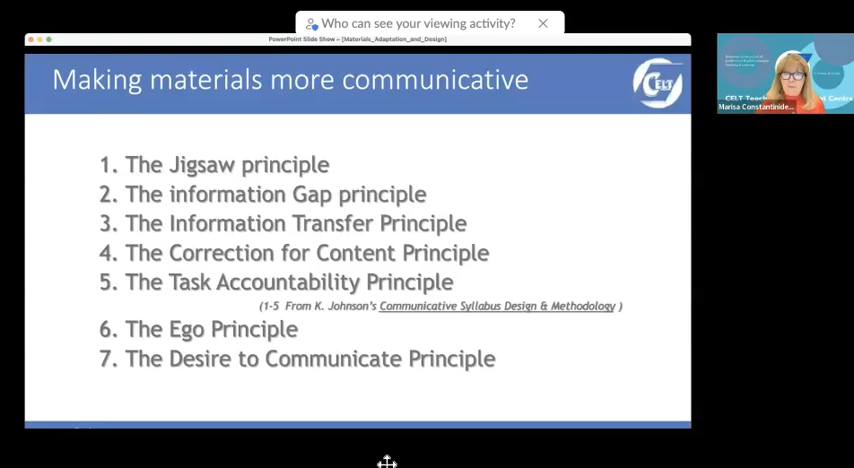 Who can see your viewing activity?
PowerPoint Slide Show - [Materials_Adaptation_and_Design]
Making materials more communicative
CELT
1. The Jigsaw principle
2. The information Gap principle
3. The Information Transfer Principle
4. The Correction for Content Principle
5. The Task Accountability Principle
(1-5 From K. Johnson's Communicative Syllabus Design & Methodology )
6. The Ego Principle
7. The Desire to Communicate Principle
CELT
Marisa Constantinide...